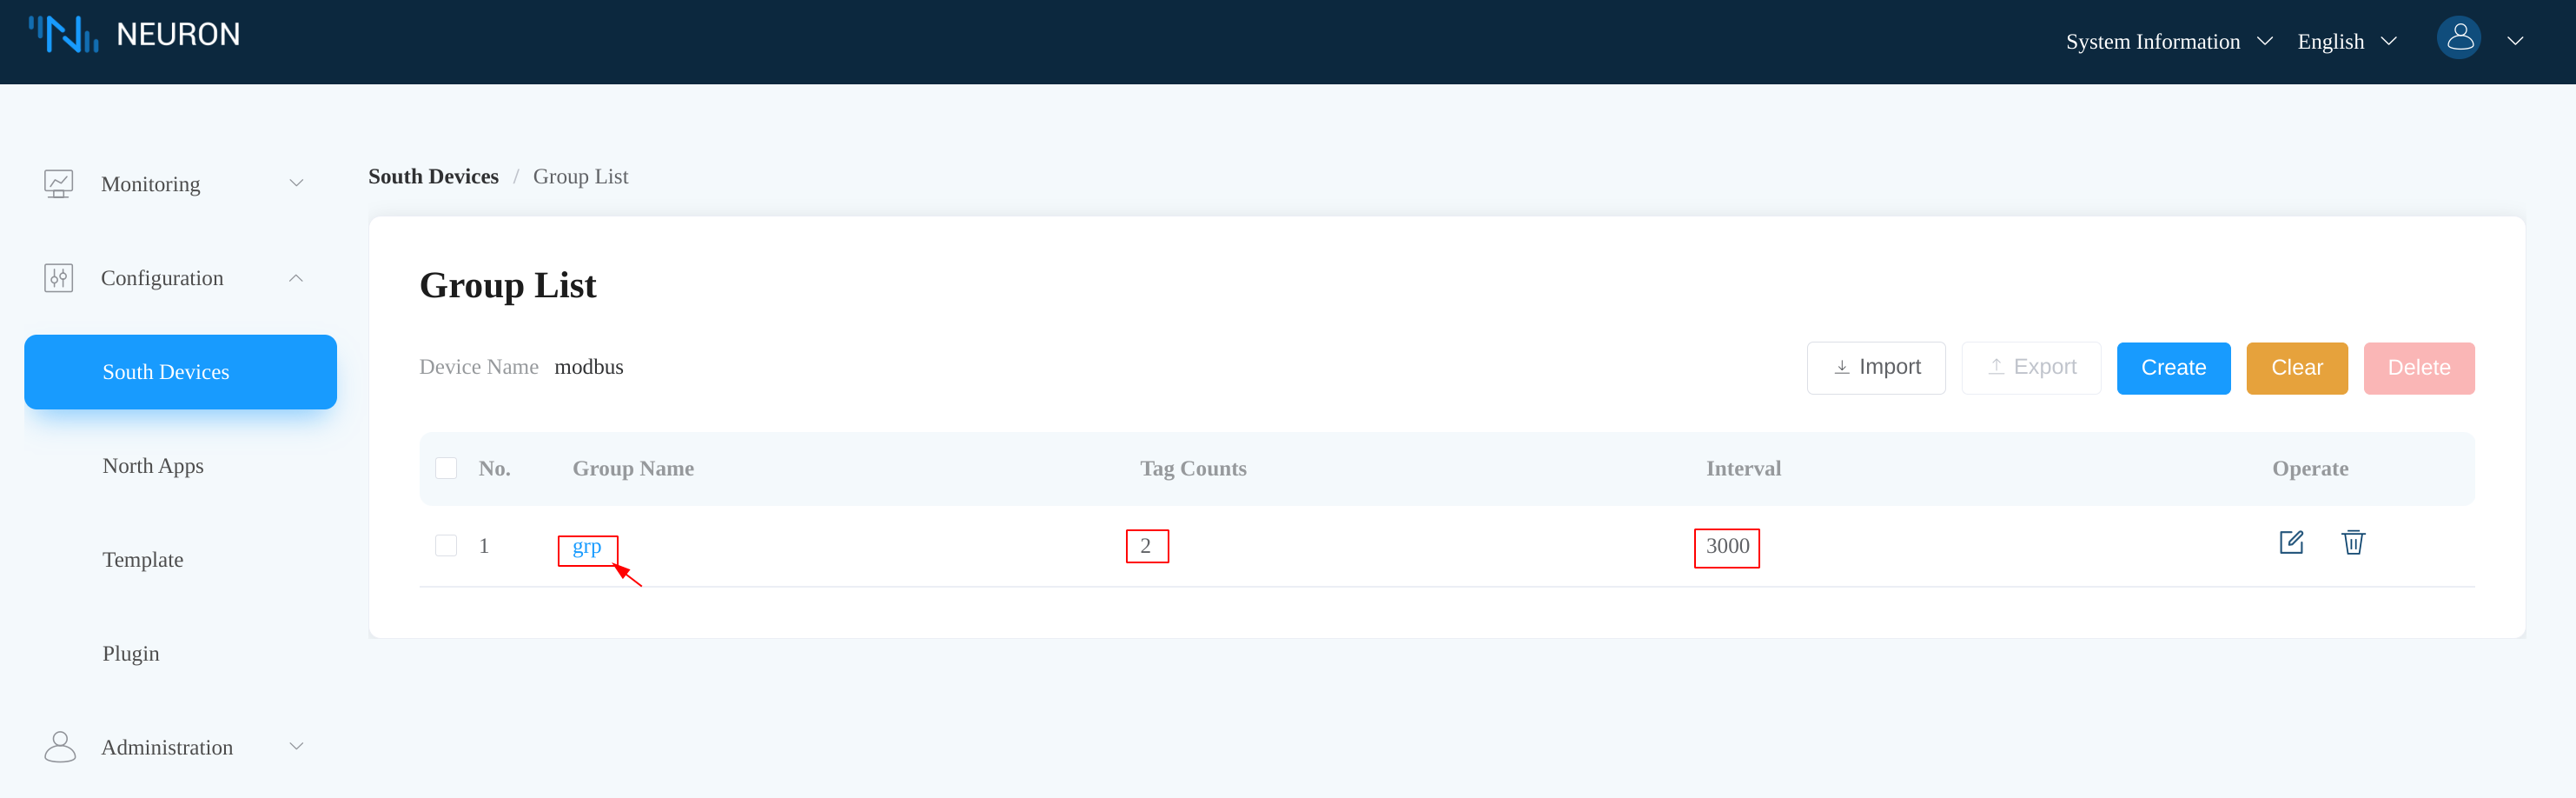 NEURON
System Information
English
Monitoring
Configuration
South Devices
North Apps
Template
Plugin
Administration
South Devices / Group List
Group List
Device Name modbus
Import
Export
Create
Clear
Delete
No. Group Name Tag Counts Interval Operate
1 grp 2 3000